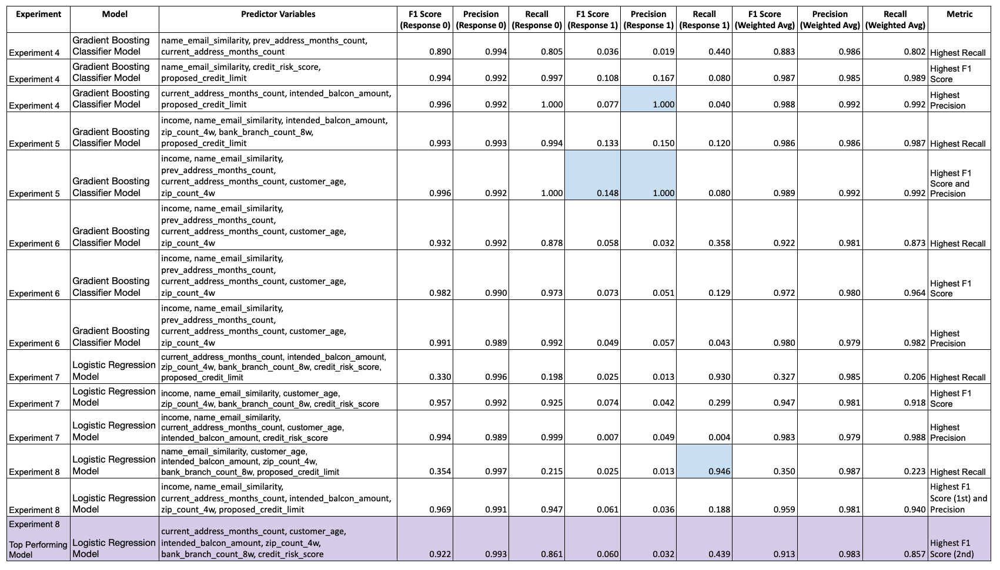 Experiment Model Predictor Variables F1 Score (Response 0) Precision (Response 0) Recall (Response 0) F1 Score (Response 1) Precision (Response 1) Recall (Response 1) F1 Score (Weighted Avg) Precision (Weighted Avg) Recall (Weighted Avg) Metric
Experiment 4 Gradient Boosting Classifier Model name_email_similarity, prev_address_months_count, current_address_months_count 0.890 0.994 0.805 0.036 0.019 0.440 0.883 0.986 0.802 Highest Recall
Experiment 4 Gradient Boosting Classifier Model name_email_similarity, credit_risk_score, proposed_credit_limit 0.994 0.992 0.997 0.108 0.167 0.080 0.987 0.985 0.989 Highest F1 Score
Experiment 4 Gradient Boosting Classifier Model current_address_months_count, intended_balcon_amount, proposed_credit_limit 0.996 0.992 1.000 0.077 1.000 0.040 0.988 0.992 0.992 Highest Precision
Experiment 5 Gradient Boosting Classifier Model income, name_email_similarity, intended_balcon_amount, zip_count_4w, bank_branch_count_8w, proposed_credit_limit 0.993 0.993 0.994 0.133 0.150 0.120 0.986 0.986 0.987 Highest Recall
Experiment 5 Gradient Boosting Classifier Model income, name_email_similarity, prev_address_months_count, current_address_months_count, customer_age, zip_count_4w 0.996 0.992 1.000 0.148 1.000 0.080 0.989 0.992 0.992 Highest F1 Score and Precision
Experiment 6 Gradient Boosting Classifier Model income, name_email_similarity, prev_address_months_count, current_address_months_count, customer_age, zip_count_4w 0.932 0.992 0.878 0.058 0.032 0.358 0.922 0.981 0.873 Highest Recall
Experiment 6 Gradient Boosting Classifier Model income, name_email_similarity, prev_address_months_count, current_address_months_count, customer_age, zip_count_4w 0.982 0.990 0.973 0.073 0.051 0.129 0.972 0.980 0.964 Highest F1 Score
Experiment 6 Gradient Boosting Classifier Model income, name_email_similarity, prev_address_months_count, current_address_months_count, customer_age, zip_count_4w 0.991 0.989 0.992 0.049 0.057 0.043 0.980 0.979 0.982 Highest Precision
Experiment 7 Logistic Regression Model current_address_months_count, intended_balcon_amount, zip_count_4w, bank_branch_count_8w, credit_risk_score, proposed_credit_limit 0.330 0.996 0.198 0.025 0.013 0.930 0.327 0.985 0.206 Highest Recall
Experiment 7 Logistic Regression Model income, name_email_similarity, customer_age, zip_count_4w, bank_branch_count_8w, credit_risk_score 0.957 0.992 0.925 0.074 0.042 0.299 0.947 0.981 0.918 Highest F1 Score
Experiment 7 Logistic Regression Model income, name_email_similarity, current_address_months_count, customer_age, intended_balcon_amount, credit_risk_score 0.994 0.989 0.999 0.007 0.049 0.004 0.983 0.979 0.988 Highest Precision
Experiment 8 Logistic Regression Model name_email_similarity, customer_age, intended_balcon_amount, zip_count_4w, bank_branch_count_8w, proposed_credit_limit 0.354 0.997 0.215 0.025 0.013 0.946 0.350 0.987 0.223 Highest Recall
Experiment 8 Logistic Regression Model income, name_email_similarity, current_address_months_count, intended_balcon_amount, zip_count_4w, proposed_credit_limit 0.969 0.991 0.947 0.061 0.036 0.188 0.959 0.981 0.940 Highest F1 Score (1st) and Precision
Experiment 8 Top Performing Model Logistic Regression Model current_address_months_count, customer_age, intended_balcon_amount, zip_count_4w, bank_branch_count_8w, credit_risk_score 0.922 0.993 0.861 0.060 0.032 0.439 0.913 0.983 0.857 Highest F1 Score (2nd)